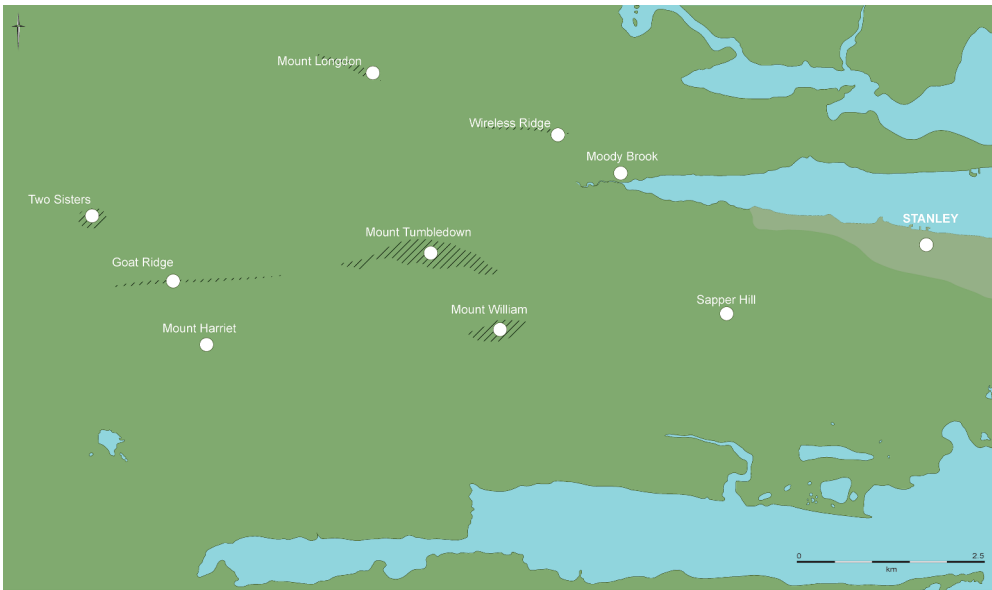 Mount Longdon
Wireless Ridge
Moody Brook
Two Sisters
STANLEY
Mount Tumbledown
Goat Ridge
Sapper Hill
Mount William
Mount Harriet
0
2.5
km